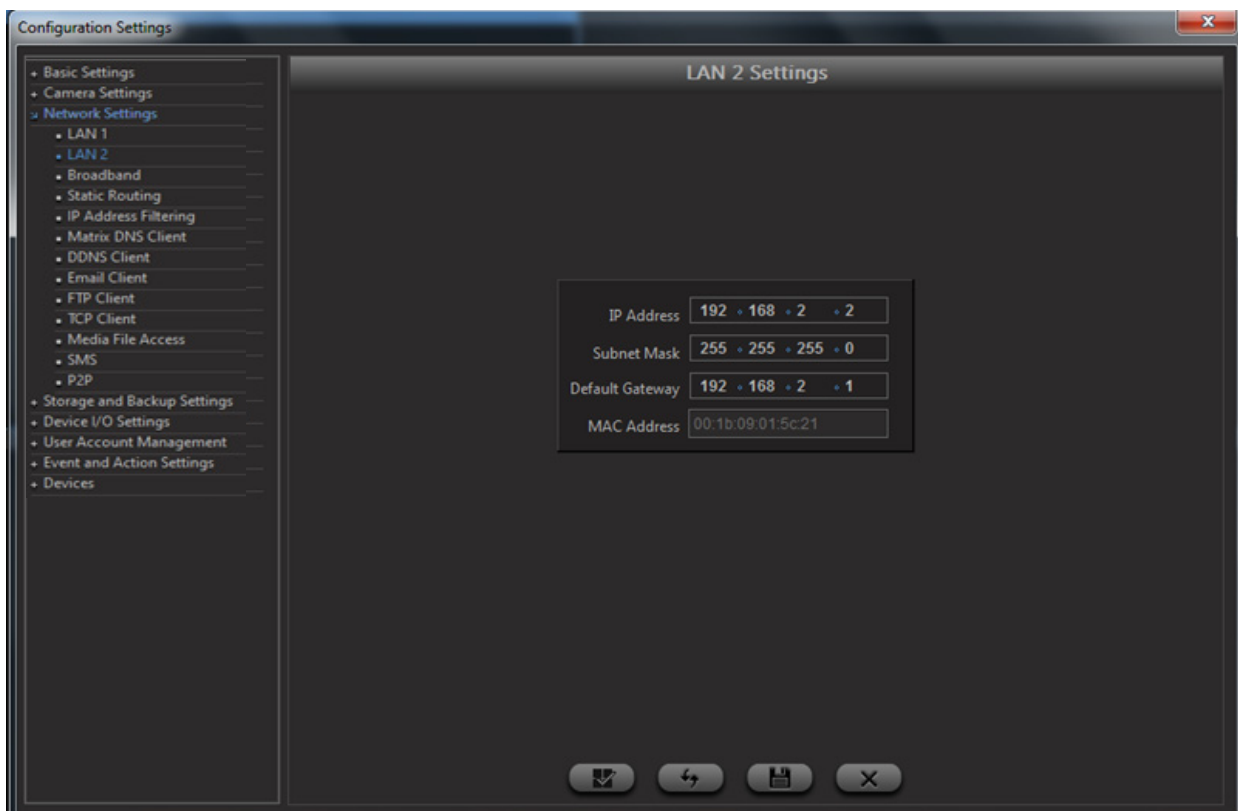 Configuration Settings
Basic Settings
Camera Settings
Network Settings
LAN 1
LAN 2
Broadband
Static Routing
IP Address Filtering
Matrix DNS Client
DDNS Client
Email Client
FTP Client
TCP Client
Media File Access
SMS
P2P
Storage and Backup Settings
Device I/O Settings
User Account Management
Event and Action Settings
Devices
LAN 2 Settings
IP Address 192 . 168 . 2 . 2
Subnet Mask 255 . 255 . 255 . 0
Default Gateway 192 . 168 . 2 . 1
MAC Address 00:1b:09:01:5c:21